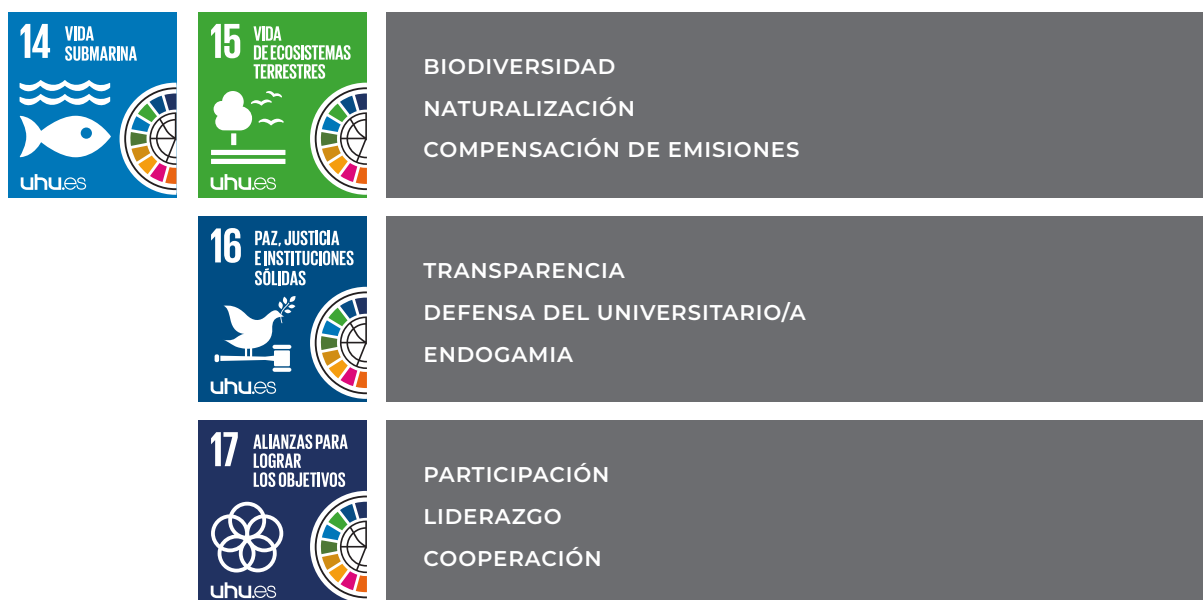 14 VIDA
SUBMARINA
uhu.es
15 VIDA
DE ECOSISTEMAS
TERRESTRES
uhu.es
BIODIVERSIDAD
NATURALIZACIÓN
COMPENSACIÓN DE EMISIONES
16 PAZ, JUSTICIA
E INSTITUCIONES
SÓLIDAS
uhu.es
TRANSPARENCIA
DEFENSA DEL UNIVERSITARIO/A
ENDOGAMIA
17 ALIANZAS PARA
LOGRAR
LOS OBJETIVOS
uhu.es
PARTICIPACIÓN
LIDERAZGO
COOPERACIÓN